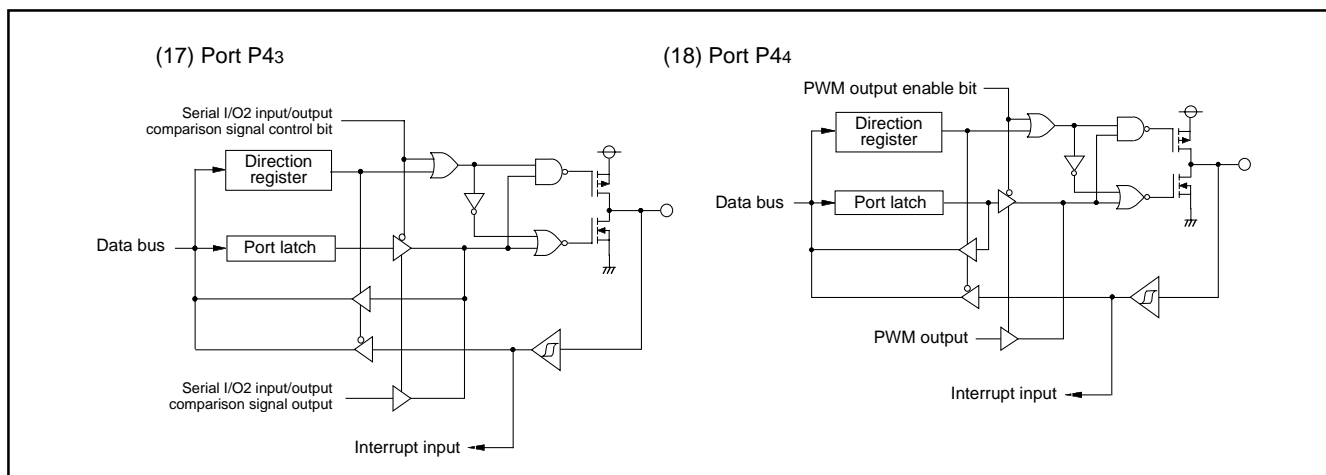 (17) Port P43
Serial I/O2 input/output
comparison signal control bit
Direction
register
Data bus
Port latch
Serial I/O2 input/output
comparison signal output
Interrupt input
(18) Port P44
PWM output enable bit
Direction
register
Data bus
Port latch
PWM output
Interrupt input